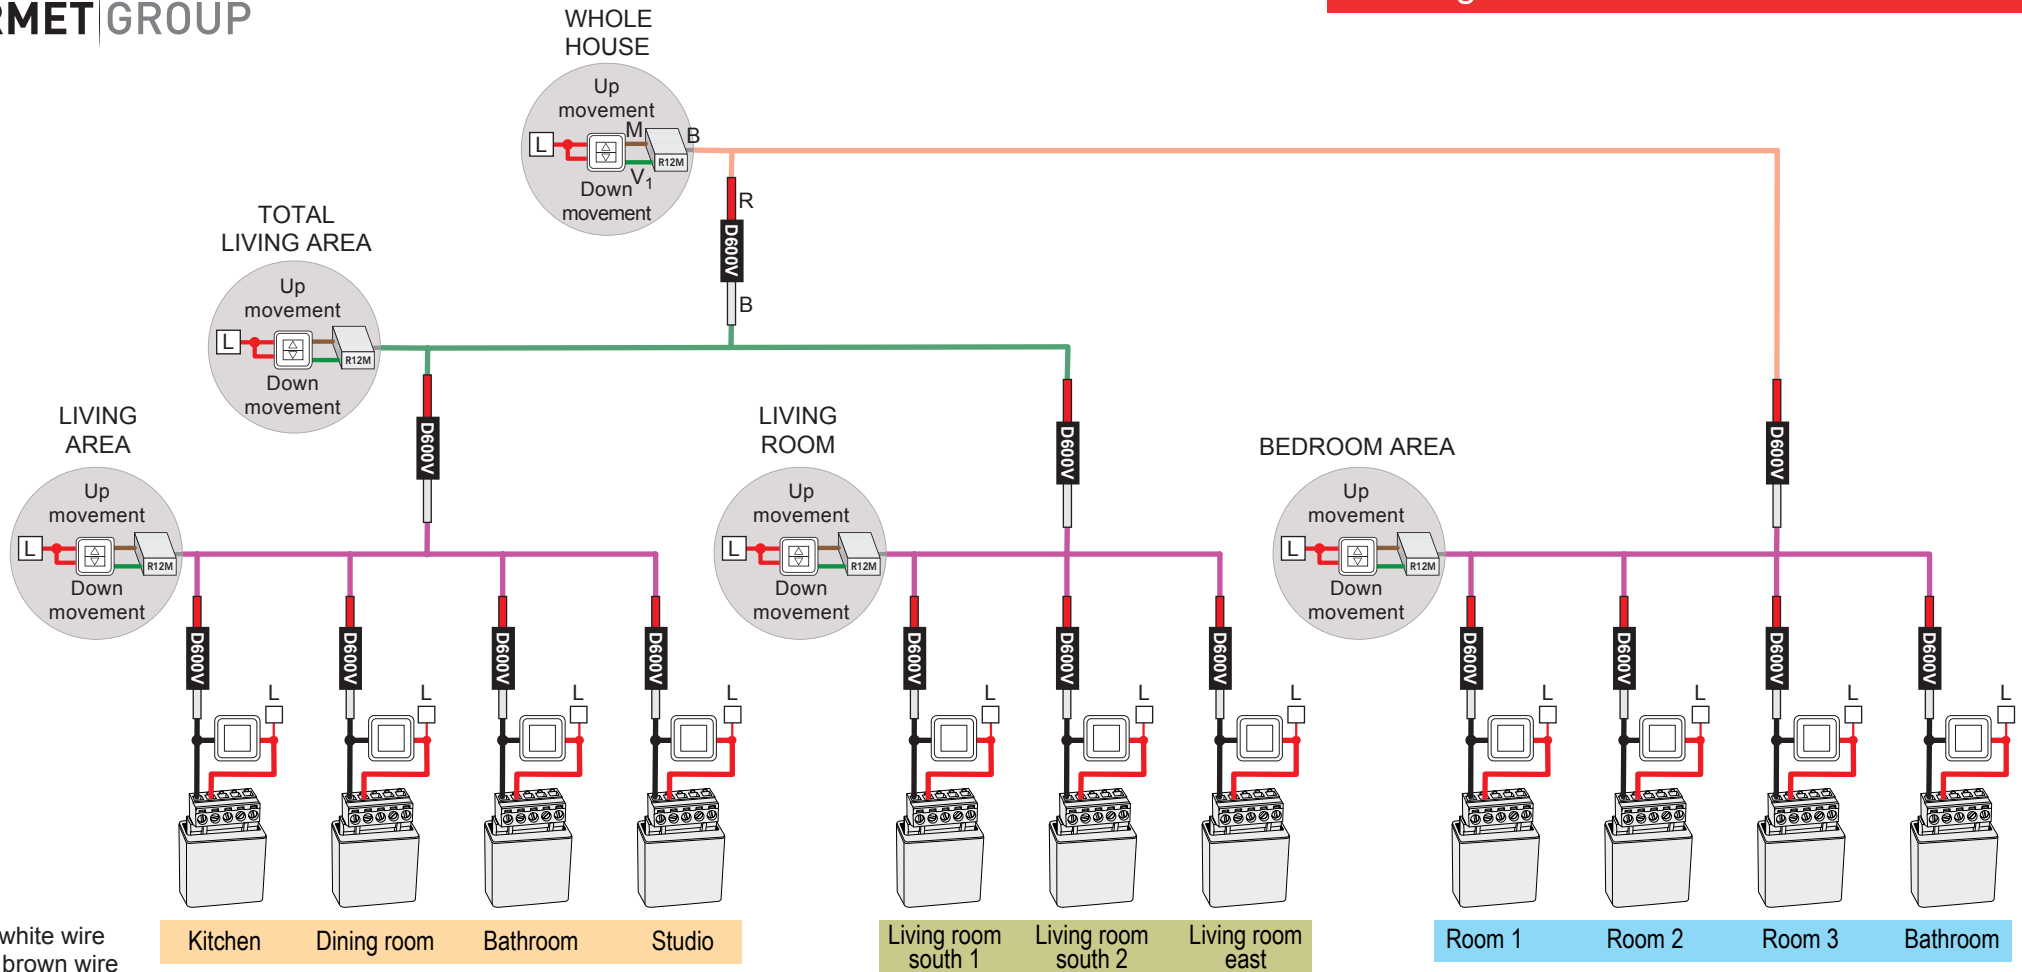 RMET GROUP
WHOLE
HOUSE
Up
movement
L
M
B
R12M
V1
Down
movement
R
D600V
B
TOTAL
LIVING AREA
Up
movement
L
R12M
Down
movement
D600V
D600V
D600V
LIVING
AREA
Up
movement
L
R12M
Down
movement
LIVING
ROOM
Up
movement
L
R12M
Down
movement
BEDROOM AREA
Up
movement
L
R12M
Down
movement
D600V D600V D600V D600V D600V D600V D600V D600V D600V D600V D600V
L L L L L L L L L L L
white wire
brown wire
Kitchen Dining room Bathroom Studio
Living room
south 1
Living room
south 2
Living room
east
Room 1 Room 2 Room 3 Bathroom